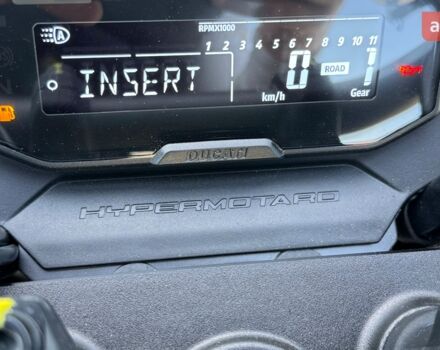 A
RPMX1000
1 2 3 4 5 6 7 8 9 10 11
INSERT
0
ROAD
km/h
Gear
DUCATI
HYPERMOTARD
a